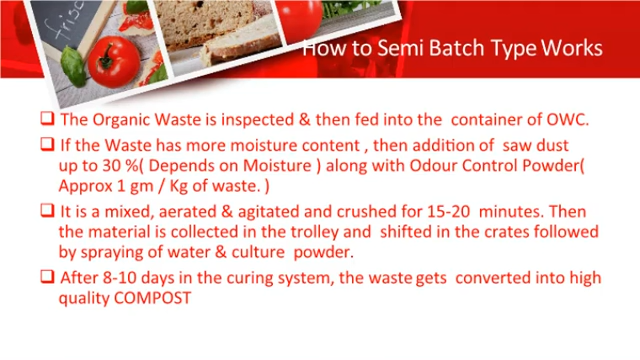 frisc
How to Semi Batch Type Works
❑ The Organic Waste is inspected & then fed into the container of OWC.
❑ If the Waste has more moisture content , then addition of saw dust
up to 30 %( Depends on Moisture ) along with Odour Control Powder(
Approx 1 gm / Kg of waste. )
❑ It is a mixed, aerated & agitated and crushed for 15-20 minutes. Then
the material is collected in the trolley and shifted in the crates followed
by spraying of water & culture powder.
❑ After 8-10 days in the curing system, the waste gets converted into high
quality COMPOST